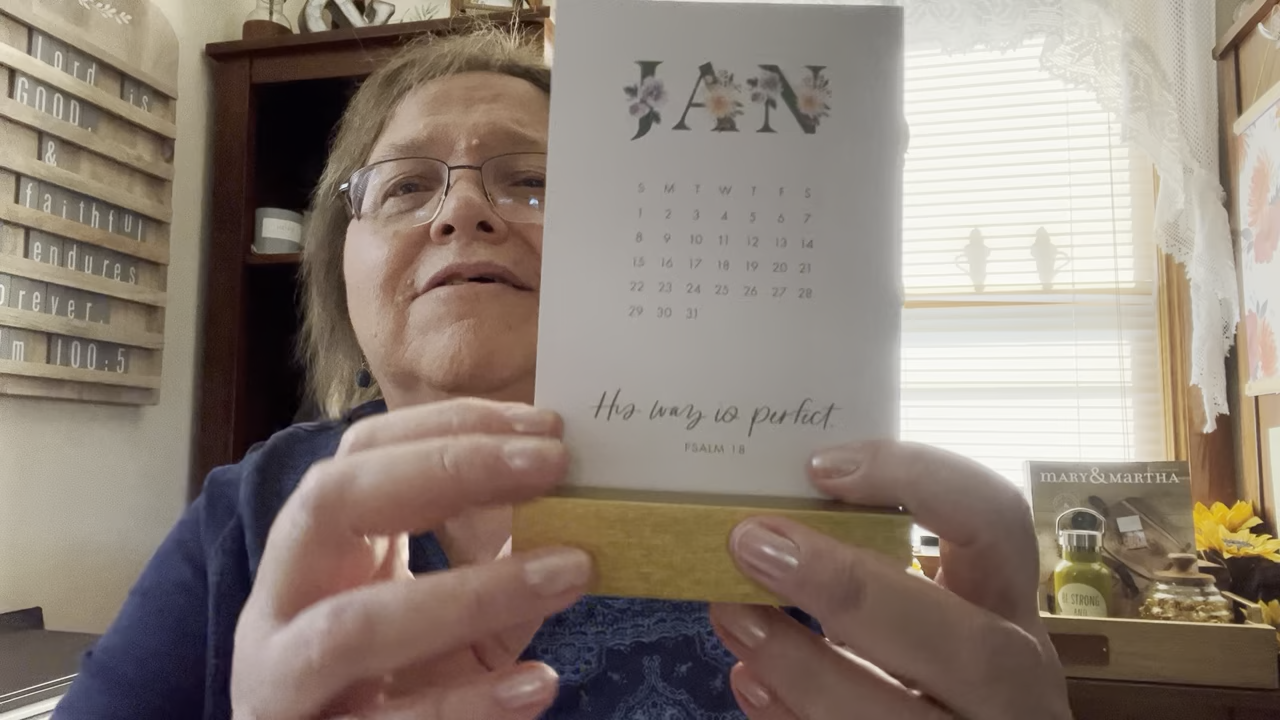 Lord is
GOOD.
&
faithful
endures
orever.
m 100:5
JAN
S M T W T F S
1 2 3 4 5 6 7
8 9 10 11 12 13 14
15 16 17 18 19 20 21
22 23 24 25 26 27 28
29 30 31
His way is perfect.
PSALM 18
MARY&MARTHA
BE STRONG
AND